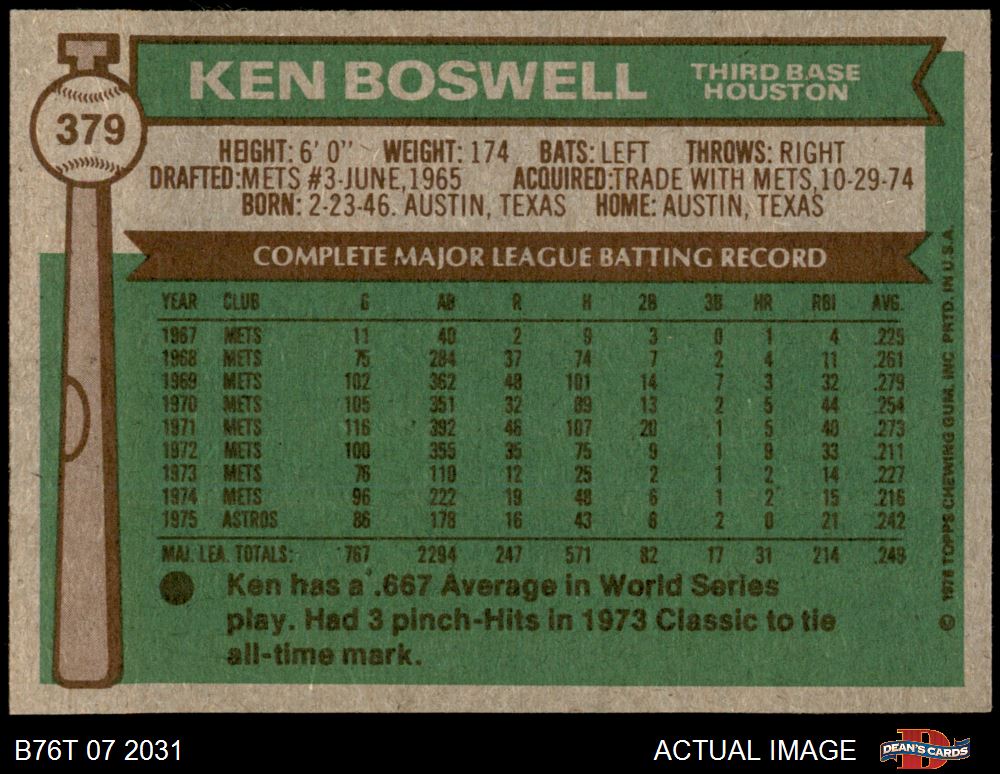 379
KEN BOSWELL THIRD BASE
HOUSTON
HEIGHT: 6' 0" WEIGHT: 174 BATS: LEFT THROWS: RIGHT
DRAFTED:METS #3-JUNE,1965 ACQUIRED:TRADE WITH METS,10-29-74
BORN: 2-23-46. AUSTIN, TEXAS HOME: AUSTIN, TEXAS
COMPLETE MAJOR LEAGUE BATTING RECORD
YEAR CLUB G AB R H 2B 3B HR RBI AVG.
1967 METS 11 40 2 9 3 0 1 4 .225
1968 METS 75 284 37 74 7 2 4 11 .261
1969 METS 102 362 48 101 14 7 3 32 .279
1970 METS 105 351 32 89 13 2 5 44 .254
1971 METS 116 392 46 107 20 1 5 40 .273
1972 METS 100 355 35 75 9 1 9 33 .211
1973 METS 76 110 12 25 2 1 2 14 .227
1974 METS 96 222 19 48 6 1 2 15 .216
1975 ASTROS 86 178 16 43 8 2 0 21 .242
MAJ. LEA. TOTALS: 767 2294 247 571 82 17 31 214 .249
Ken has a .667 Average in World Series
play. Had 3 pinch-Hits in 1973 Classic to tie
all-time mark.
© 1976 TOPPS CHEWING GUM, INC. PRTD. IN U.S.A.
B76T 07 2031 ACTUAL IMAGE DEAN'S CARDS